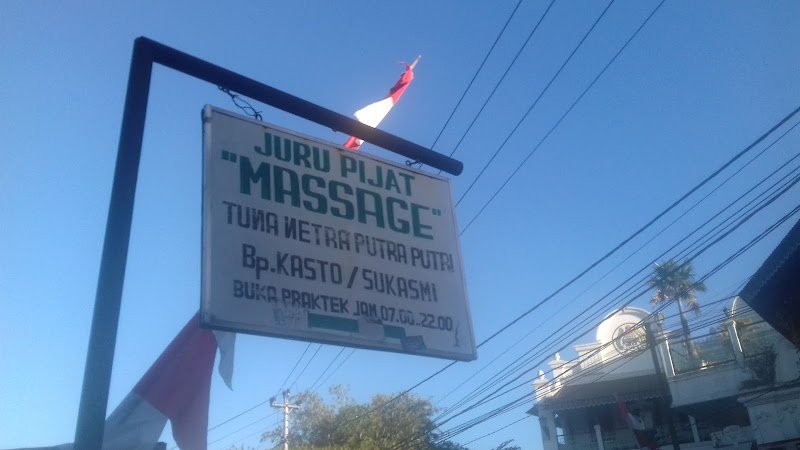 JURU PIJAT
"MASSAGE"
TUNA NETRA PUTRA PUTRI
Bp.KASTO / SUKASMI
BUKA PRAKTEK JAM.07.00-22.00